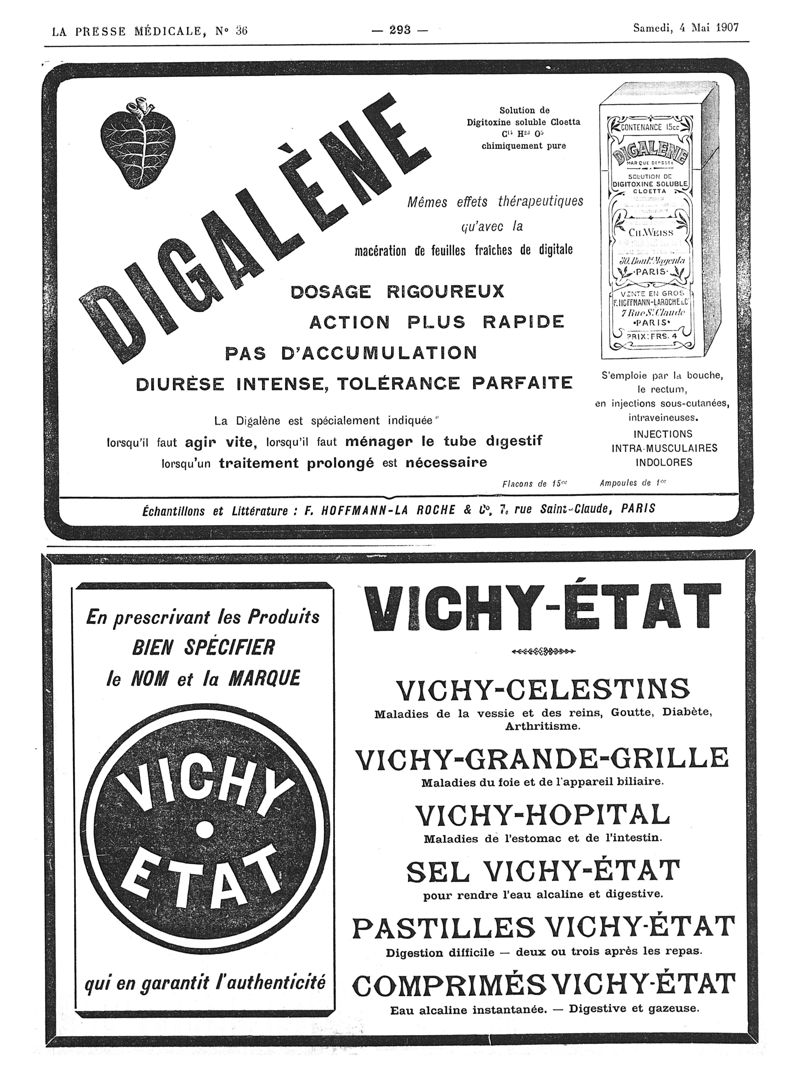 LA PRESSE MÉDICALE, N° 36
— 293 —
Samedi, 4 Mai 1907
DIGALÈNE
Solution de
Digitoxine soluble Cloetta
chimiquement pure
Mêmes effets thérapeutiques
qu'avec la
macération de feuilles fraîches de digitale
DOSAGE RIGOUREUX
ACTION PLUS RAPIDE
PAS D'ACCUMULATION
DIURÈSE INTENSE, TOLÉRANCE PARFAITE
La Digalène est spécialement indiquée
lorsqu'il faut agir vite, lorsqu'il faut ménager le tube digestif
lorsqu'un traitement prolongé est nécessaire
CONTENANCE 15cc
DIGALÈNE
MARQUE DÉPOSÉE
SOLUTION DE
DIGITOXINE SOLUBLE
CLOETTA
CH. WEISS
Boult. Magenta
PARIS
VENTE EN GROS
F. HOFFMANN-LAROCHE & Cº
7 Rue St. Claude
PARIS
PRIX: FRS. 4
S'emploie par la bouche,
le rectum,
en injections sous-cutanées,
intraveineuses.
INJECTIONS
INTRA-MUSCULAIRES
INDOLORES
Flacons de 15cc Ampoules de 1cc
Échantillons et Littérature : F. HOFFMANN-LA ROCHE & Cº, 7, rue Saint-Claude, PARIS
En prescrivant les Produits
BIEN SPÉCIFIER
le NOM et la MARQUE
VICHY
ETAT
qui en garantit l'authenticité
VICHY-ÉTAT
VICHY-CELESTINS
Maladies de la vessie et des reins, Goutte, Diabète,
Arthritisme.
VICHY-GRANDE-GRILLE
Maladies du foie et de l'appareil biliaire.
VICHY-HOPITAL
Maladies de l'estomac et de l'intestin.
SEL VICHY-ÉTAT
pour rendre l'eau alcaline et digestive.
PASTILLES VICHY-ÉTAT
Digestion difficile — deux ou trois après les repas.
COMPRIMÉS VICHY-ÉTAT
Eau alcaline instantanée. — Digestive et gazeuse.